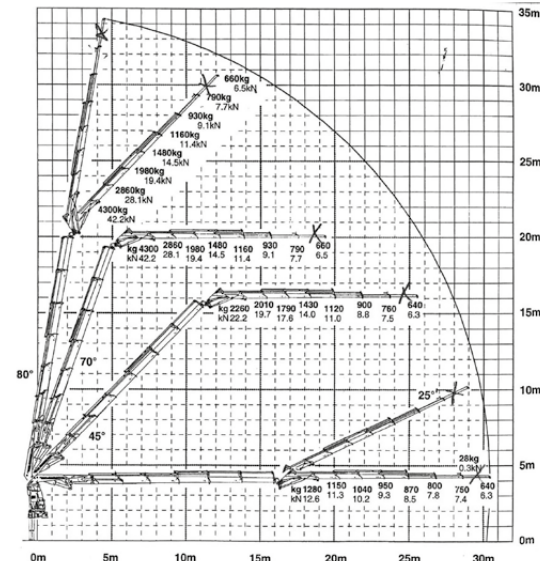 35m
30m
25m
20m
15m
10m
5m
0m
660kg
6.5kN
790kg
7.7kN
930kg
9.1kN
1160kg
11.4kN
1480kg
14.5kN
1980kg
19.4kN
2860kg
28.1kN
4300kg
42.2kN
kg 4300 2860 1980 1480 1160 930 790 660
kN 42.2 28.1 19.4 14.5 11.4 9.1 7.7 6.5
kg 2260 2010 1790 1430 1120 900 760 640
kN 22.2 19.7 17.6 14.0 11.0 8.8 7.5 6.3
80°
70°
45°
25°
28kg
0.3kN
kg 1280 1150 1040 950 870 800 750 640
kN 12.6 11.3 10.2 9.3 8.5 7.8 7.4 6.3
0m 5m 10m 15m 20m 25m 30m